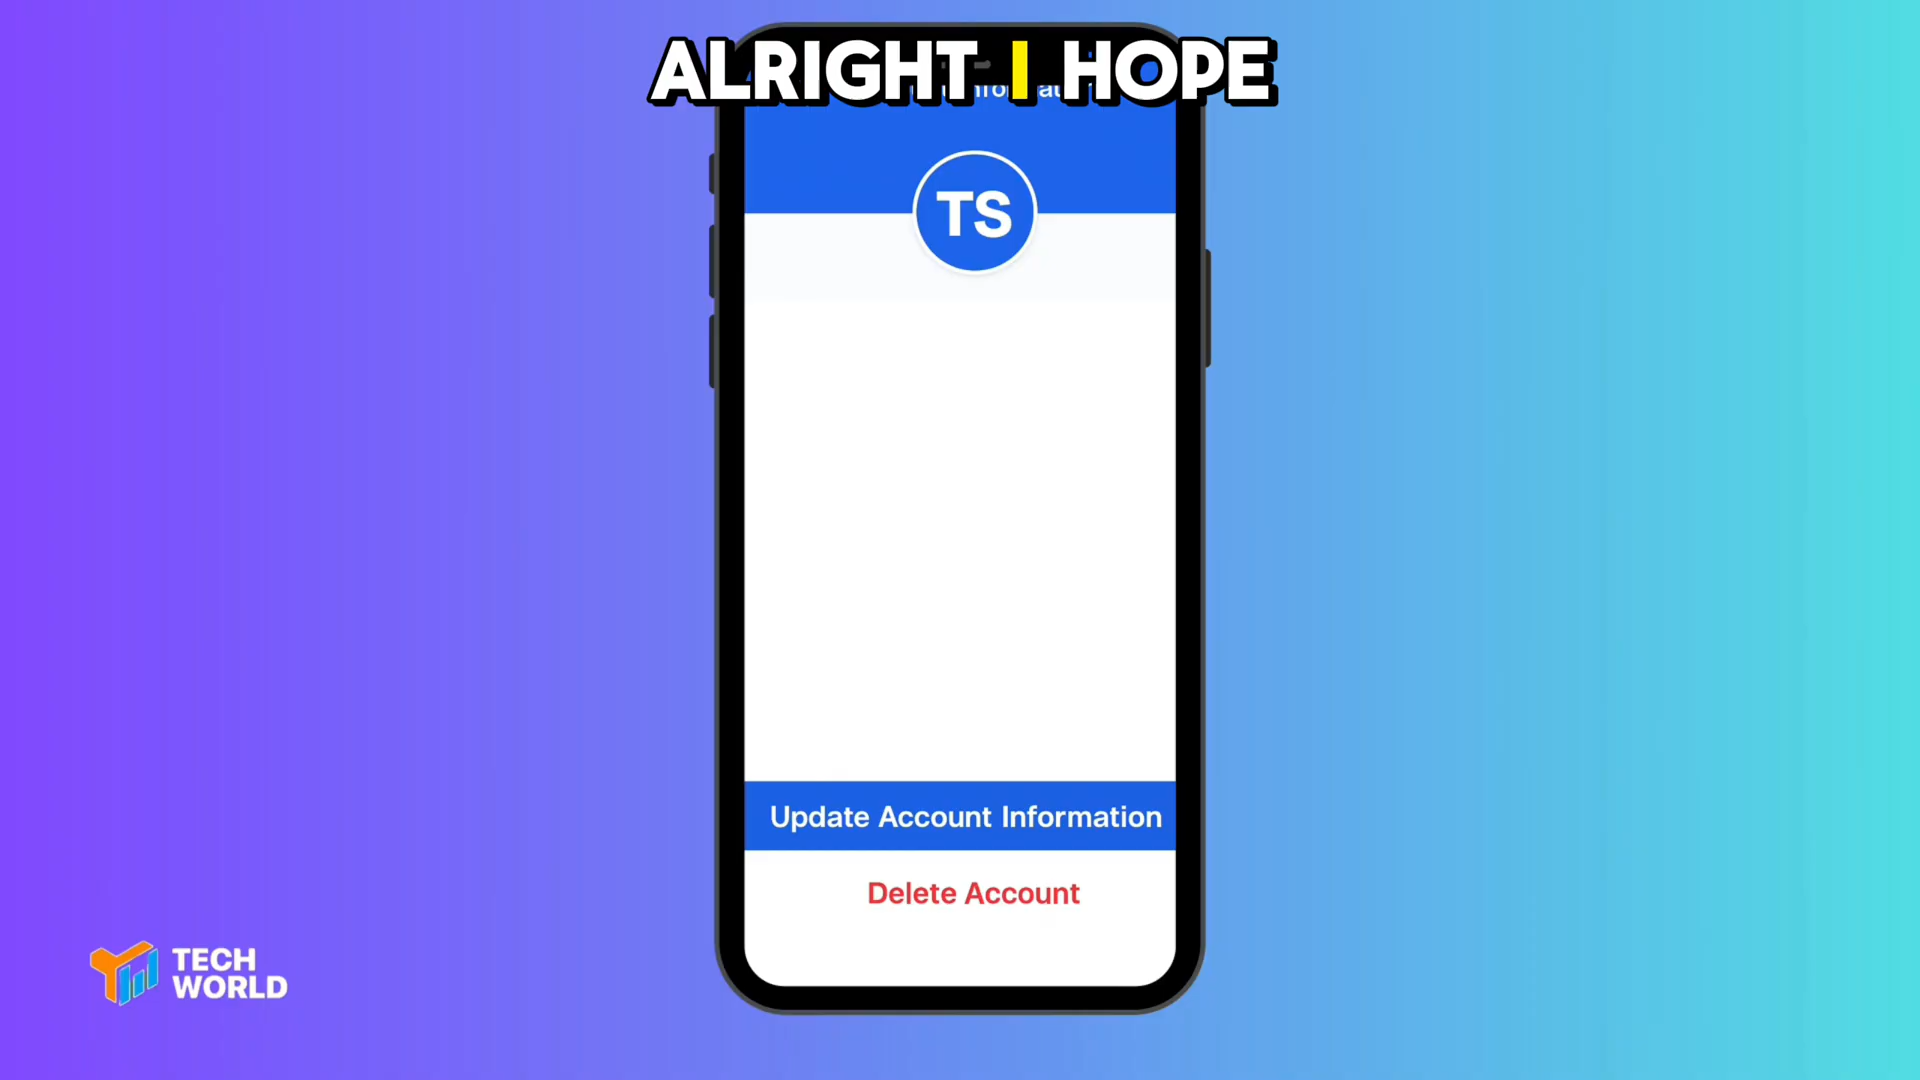 ALRIGHT I HOPE
TS
Update Account Information
Delete Account
TECH
WORLD